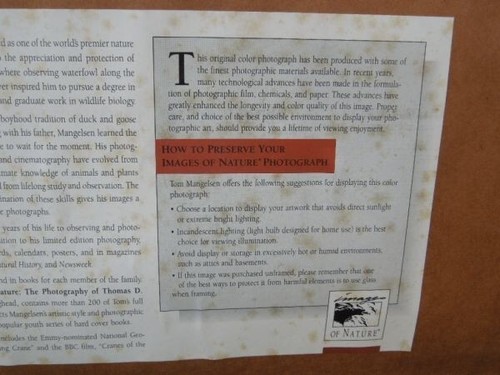 rd as one of the world's premier nature
to the appreciation and protection of
where observing waterfowl along the
ver inspired him to pursue a degree in
and graduate work in wildlife biology.
boyhood tradition of duck and goose
g with his father, Mangelsen learned the
e to wait for the moment. His photog-
and cinematography have evolved from
imate knowledge of animals and plants
d from lifelong study and observation. The
ination of these skills gives his images a
e photographs.
years of his life to observing and photo-
ition to his limited edition photography,
ards, calendars, posters, and in magazines
atural History, and Newsweek
nd in books for each member of the family.
ature: The Photography of Thomas D.
ghead, contains more than 200 of Tom's full
ts Mangelsen's artistic style and photographic
popular youth series of hard cover books
includes the Emmy-nominated National Geo-
ng Crane" and the BBC film, "Cranes of the
This original color photograph has been produced with some of
the finest photographic materials available. In recent years,
many technological advances have been made in the formula-
tion of photographic film, chemicals, and paper. These advances have
greatly enhanced the longevity and color quality of this image. Proper
care, and choice of the best possible environment to display your pho-
tographic art, should provide you a lifetime of viewing enjoyment.
HOW TO PRESERVE YOUR
IMAGES OF NATURE® PHOTOGRAPH
Tom Mangelsen offers the following suggestions for displaying this color
photograph:
• Choose a location to display your artwork that avoids direct sunlight
or extreme bright lighting.
• Incandescent lighting (light bulb designed for home use) is the best
choice for viewing illumination.
• Avoid display or storage in excessively hot or humid environments,
such as attics and basements.
• If this image was purchased unframed, please remember that one
of the best ways to protect it from harmful elements is to use glass
when framing.
images
OF NATURE®